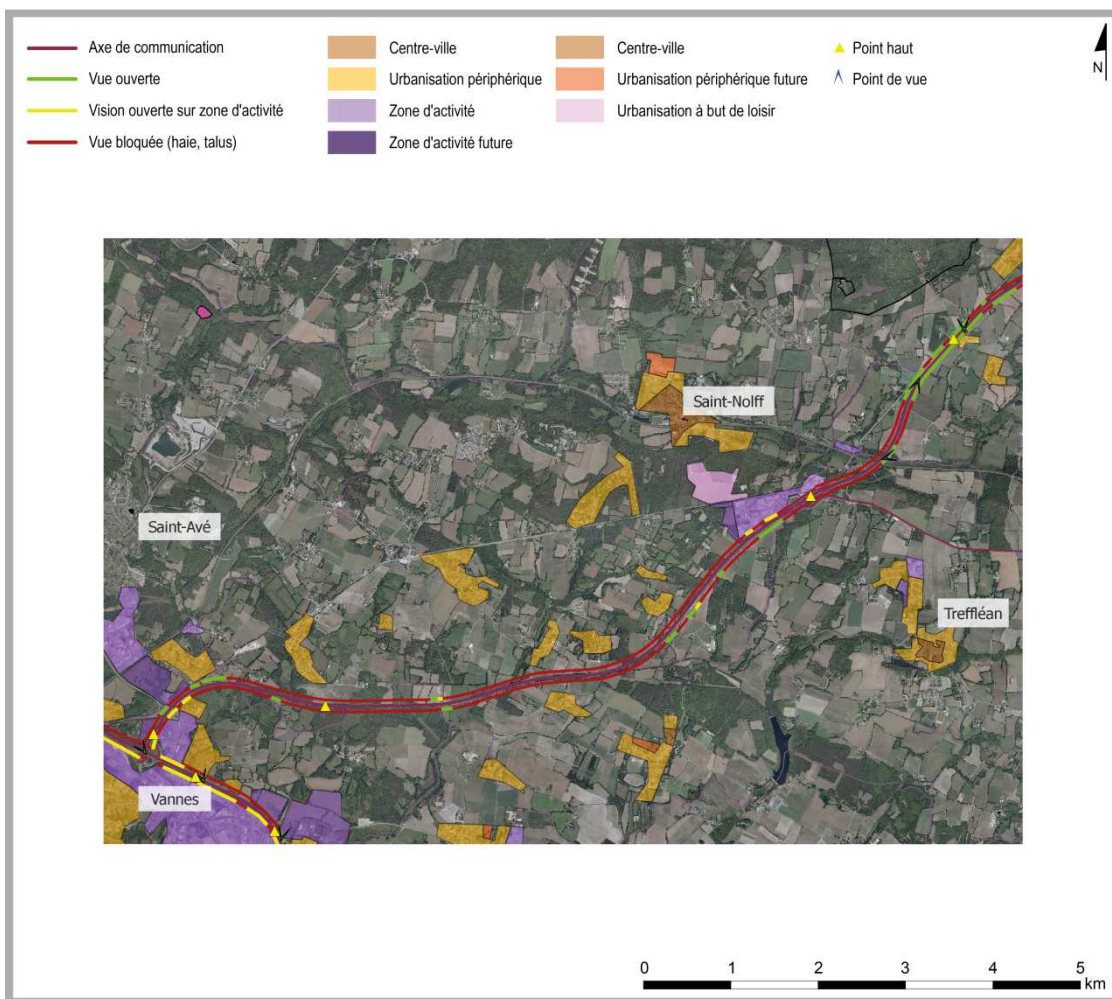 Axe de communication
Vue ouverte
Vision ouverte sur zone d'activité
Vue bloquée (haie, talus)
Centre-ville
Urbanisation périphérique
Zone d'activité
Zone d'activité future
Centre-ville
Urbanisation périphérique future
Urbanisation à but de loisir
Point haut
Point de vue
N
Saint-Nolff
Saint-Avé
Treffléan
Vannes
0 1 2 3 4 5
km